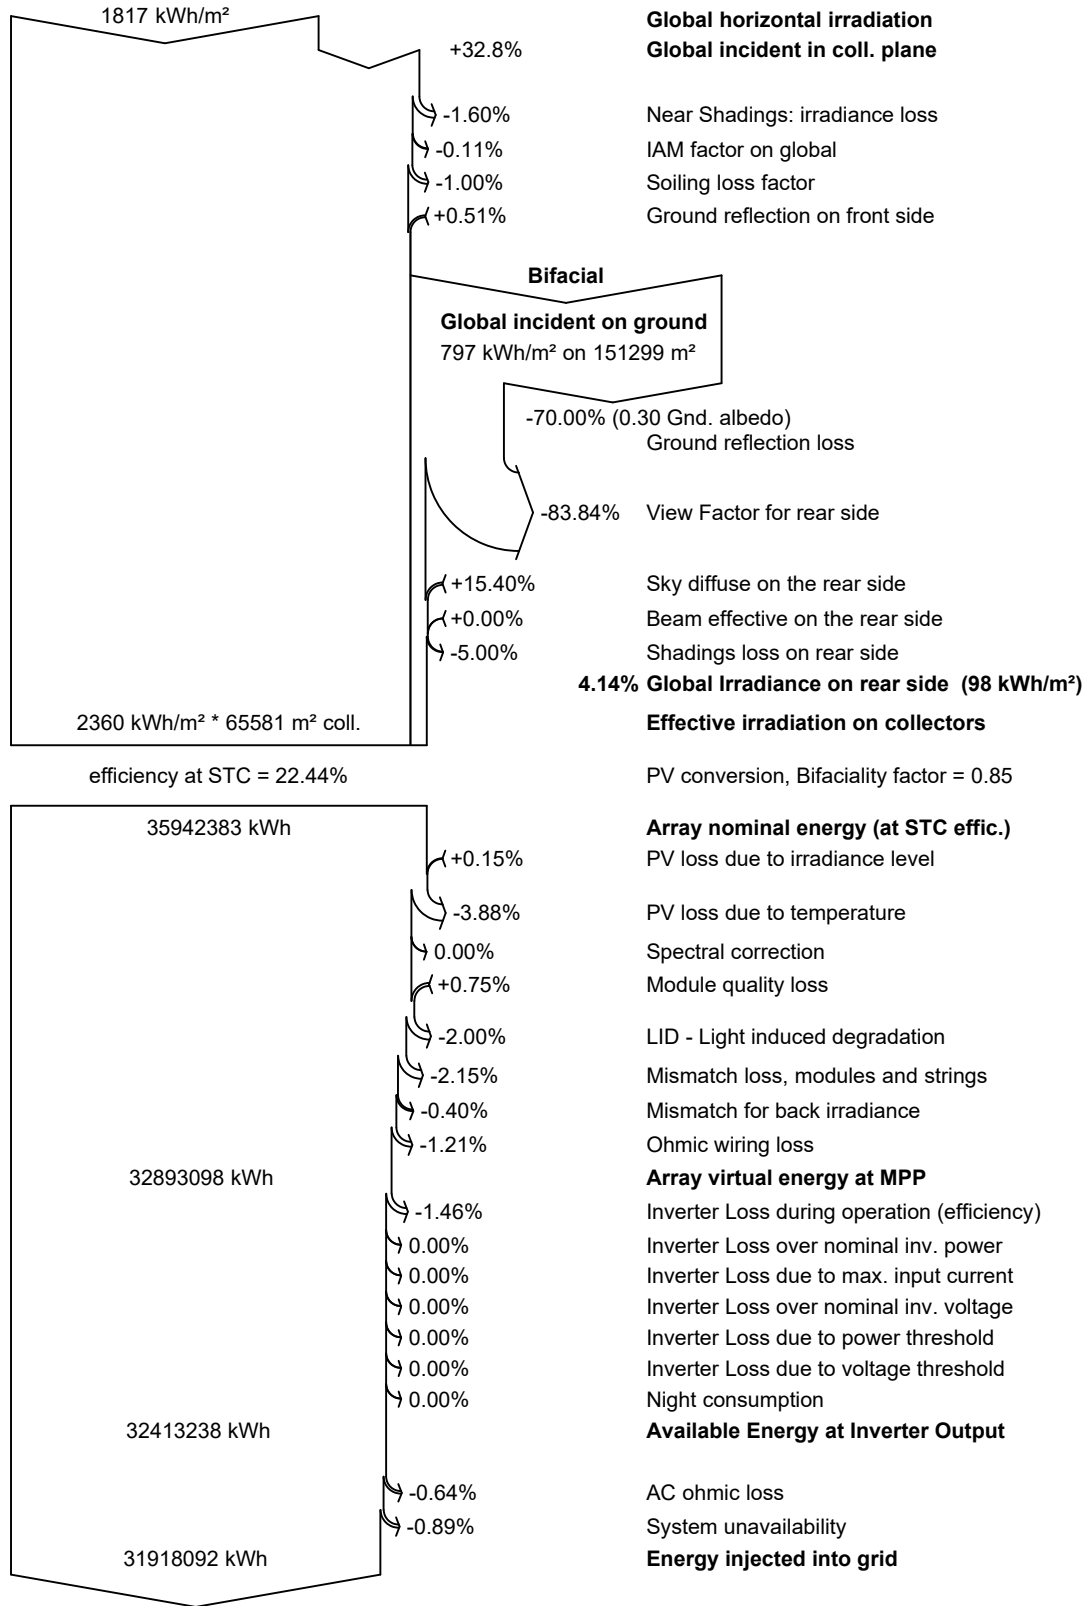 1817 kWh/m² Global horizontal irradiation
+32.8% Global incident in coll. plane
-1.60% Near Shadings: irradiance loss
-0.11% IAM factor on global
-1.00% Soiling loss factor
+0.51% Ground reflection on front side
Bifacial
Global incident on ground
797 kWh/m² on 151299 m²
-70.00% (0.30 Gnd. albedo)
Ground reflection loss
-83.84% View Factor for rear side
+15.40% Sky diffuse on the rear side
+0.00% Beam effective on the rear side
-5.00% Shadings loss on rear side
4.14% Global Irradiance on rear side (98 kWh/m²)
2360 kWh/m² * 65581 m² coll. Effective irradiation on collectors
efficiency at STC = 22.44% PV conversion, Bifaciality factor = 0.85
35942383 kWh Array nominal energy (at STC effic.)
+0.15% PV loss due to irradiance level
-3.88% PV loss due to temperature
0.00% Spectral correction
+0.75% Module quality loss
-2.00% LID - Light induced degradation
-2.15% Mismatch loss, modules and strings
-0.40% Mismatch for back irradiance
-1.21% Ohmic wiring loss
32893098 kWh Array virtual energy at MPP
-1.46% Inverter Loss during operation (efficiency)
0.00% Inverter Loss over nominal inv. power
0.00% Inverter Loss due to max. input current
0.00% Inverter Loss over nominal inv. voltage
0.00% Inverter Loss due to power threshold
0.00% Inverter Loss due to voltage threshold
0.00% Night consumption
32413238 kWh Available Energy at Inverter Output
-0.64% AC ohmic loss
-0.89% System unavailability
31918092 kWh Energy injected into grid